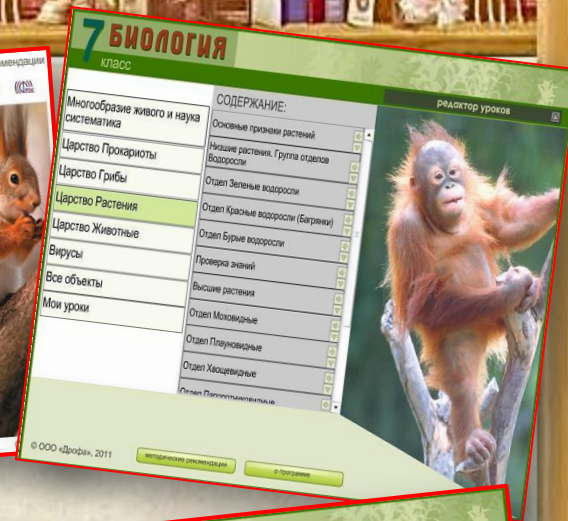 мендации
7 БИОЛОГИЯ
класс
редактор уроков
Многообразие живого и наука
систематика
Царство Прокариоты
Царство Грибы
Царство Растения
Царство Животные
Вирусы
Все объекты
Мои уроки
СОДЕРЖАНИЕ:
Основные признаки растений
Низшие растения. Группа отделов
Водоросли
Отдел Зеленые водоросли
Отдел Красные водоросли (Багрянки)
Отдел Бурые водоросли
Проверка знаний
Высшие растения
Отдел Моховидные
Отдел Плауновидные
Отдел Хвощевидные
Отдел Папоротниковидные
© ООО «Дрофа», 2011
методические рекомендации
о программе